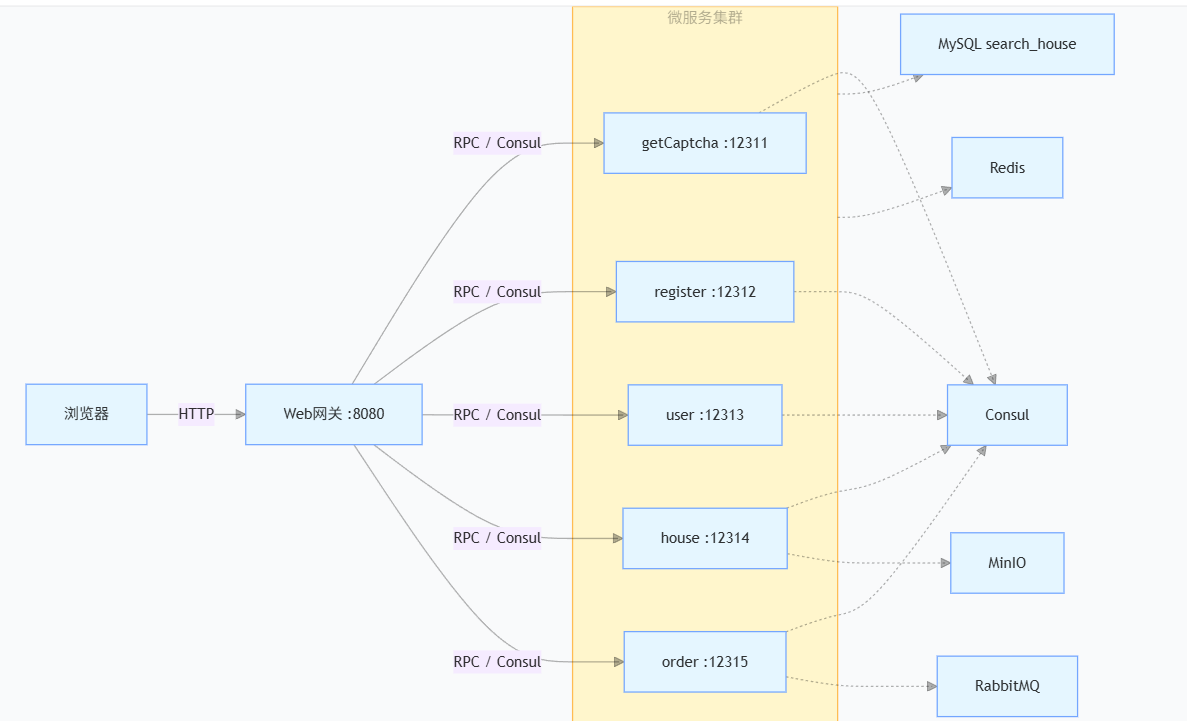 微服务集群
MySQL search_house
RPC / Consul
getCaptcha :12311
Redis
RPC / Consul
register :12312
浏览器
HTTP
Web网关 :8080
RPC / Consul
user :12313
Consul
RPC / Consul
house :12314
MinIO
RPC / Consul
order :12315
RabbitMQ